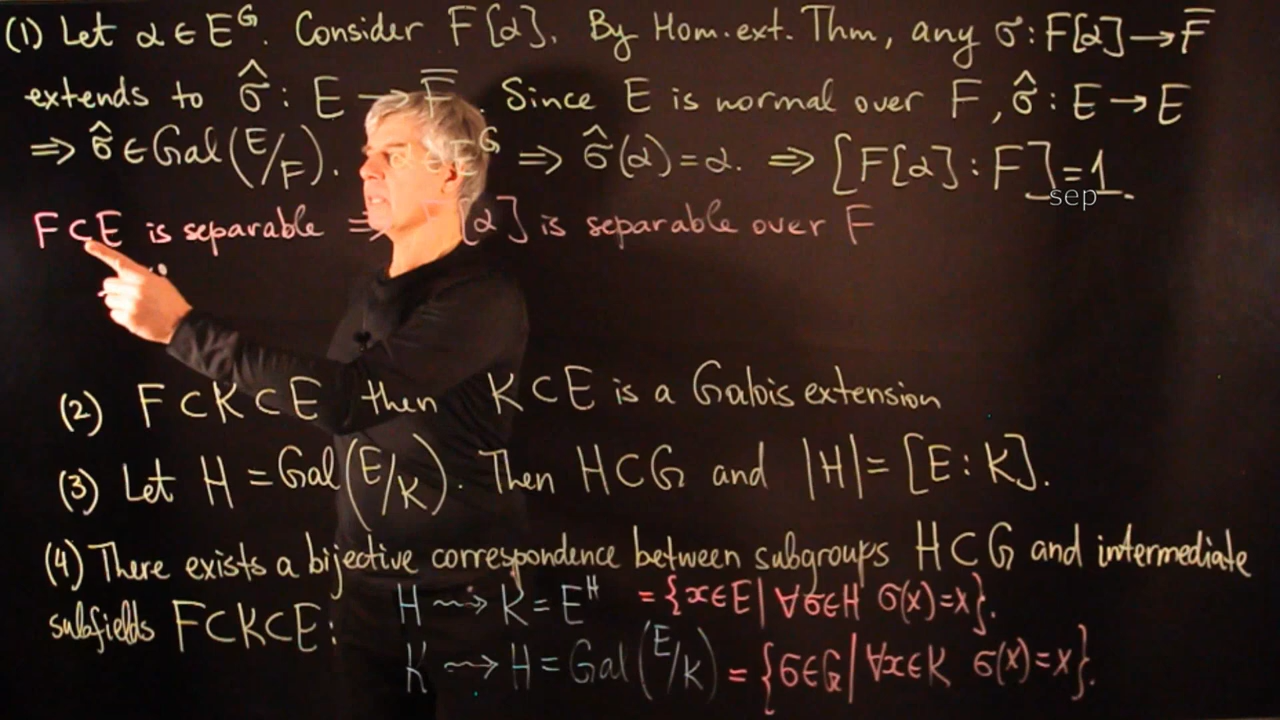 (1) Let α ∈ E^G. Consider F[α]. By Hom. ext. Thm, any σ: F[α] → F̅
extends to σ̂ : E → F̅. Since E is normal over F, σ̂ : E → E
⇒ σ̂ ∈ Gal(E/F). α ∈ E^G ⇒ σ̂(α) = α. ⇒ [F[α] : F]_sep = 1.
F ⊂ E is separable ⇒ [α] is separable over F
(2) F ⊂ K ⊂ E then K ⊂ E is a Galois extension
(3) Let H = Gal(E/K). Then H ⊂ G and |H| = [E : K].
(4) There exists a bijective correspondence between subgroups H ⊂ G and intermediate
subfields F ⊂ K ⊂ E:
H ⇝ K = E^H = {x ∈ E | ∀σ ∈ H σ(x) = x}.
K ⇝ H = Gal(E/K) = {σ ∈ G | ∀x ∈ K σ(x) = x}.